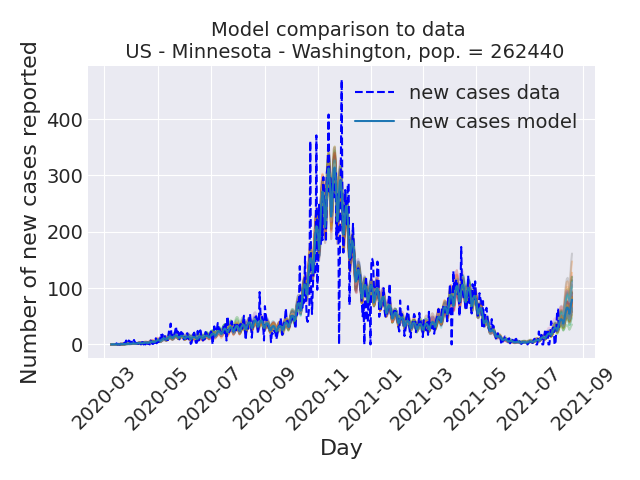 Model comparison to data
US - Minnesota - Washington, pop. = 262440
Number of new cases reported
400
300
200
100
0
new cases data
new cases model
2020-03
2020-05
2020-07
2020-09
2020-11
2021-01
2021-03
2021-05
2021-07
2021-09
Day